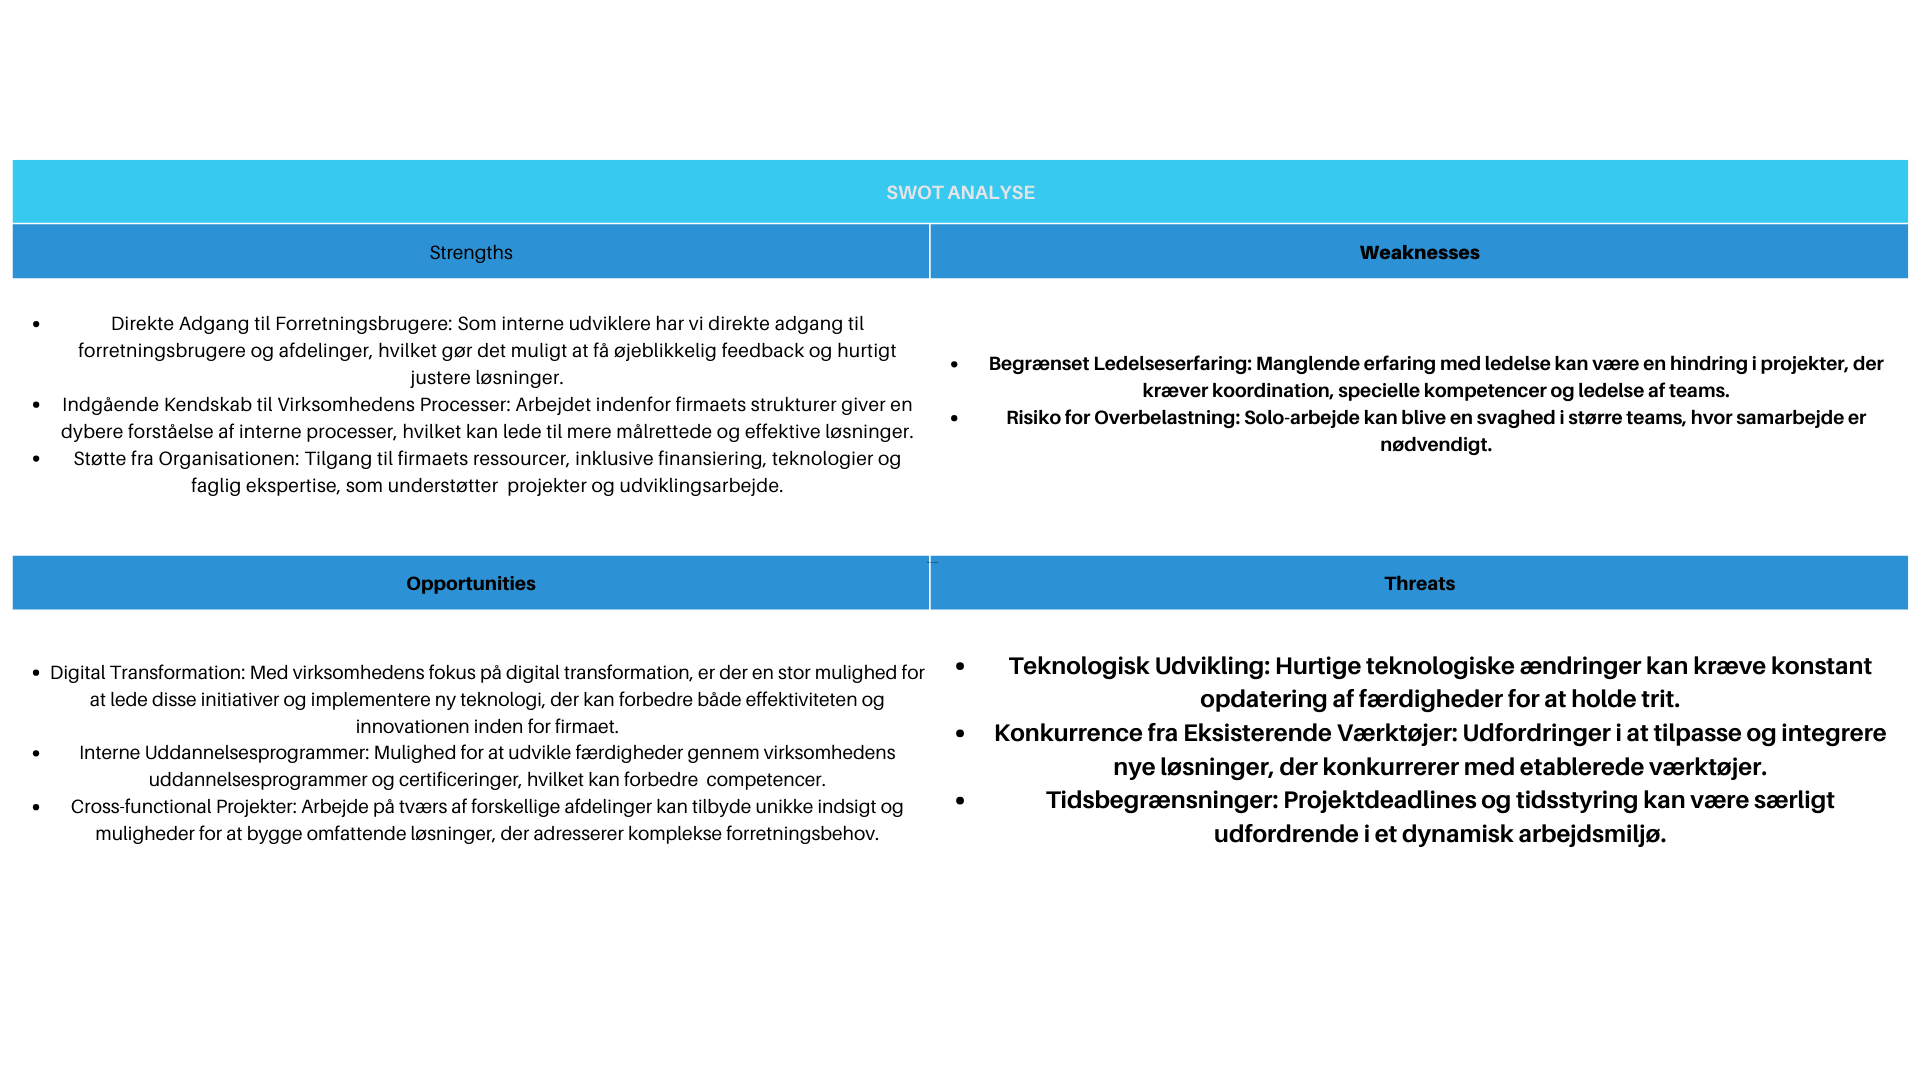 SWOT ANALYSE
Strengths
Weaknesses
• Direkte Adgang til Forretningsbrugere: Som interne udviklere har vi direkte adgang til
forretningsbrugere og afdelinger, hvilket gør det muligt at få øjeblikkelig feedback og hurtigt
justere løsninger.
• Indgående Kendskab til Virksomhedens Processer: Arbejdet indenfor firmaets strukturer giver en
dybere forståelse af interne processer, hvilket kan lede til mere målrettede og effektive løsninger.
• Støtte fra Organisationen: Tilgang til firmaets ressourcer, inklusive finansiering, teknologier og
faglig ekspertise, som understøtter  projekter og udviklingsarbejde.
• Begrænset Ledelseserfaring: Manglende erfaring med ledelse kan være en hindring i projekter, der
kræver koordination, specielle kompetencer og ledelse af teams.
• Risiko for Overbelastning: Solo-arbejde kan blive en svaghed i større teams, hvor samarbejde er
nødvendigt.
Opportunities
Threats
• Digital Transformation: Med virksomhedens fokus på digital transformation, er der en stor mulighed for
at lede disse initiativer og implementere ny teknologi, der kan forbedre både effektiviteten og
innovationen inden for firmaet.
• Interne Uddannelsesprogrammer: Mulighed for at udvikle færdigheder gennem virksomhedens
uddannelsesprogrammer og certificeringer, hvilket kan forbedre  competencer.
• Cross-functional Projekter: Arbejde på tværs af forskellige afdelinger kan tilbyde unikke indsigt og
muligheder for at bygge omfattende løsninger, der adresserer komplekse forretningsbehov.
• Teknologisk Udvikling: Hurtige teknologiske ændringer kan kræve konstant
opdatering af færdigheder for at holde trit.
• Konkurrence fra Eksisterende Værktøjer: Udfordringer i at tilpasse og integrere
nye løsninger, der konkurrerer med etablerede værktøjer.
• Tidsbegrænsninger: Projektdeadlines og tidsstyring kan være særligt
udfordrende i et dynamisk arbejdsmiljø.